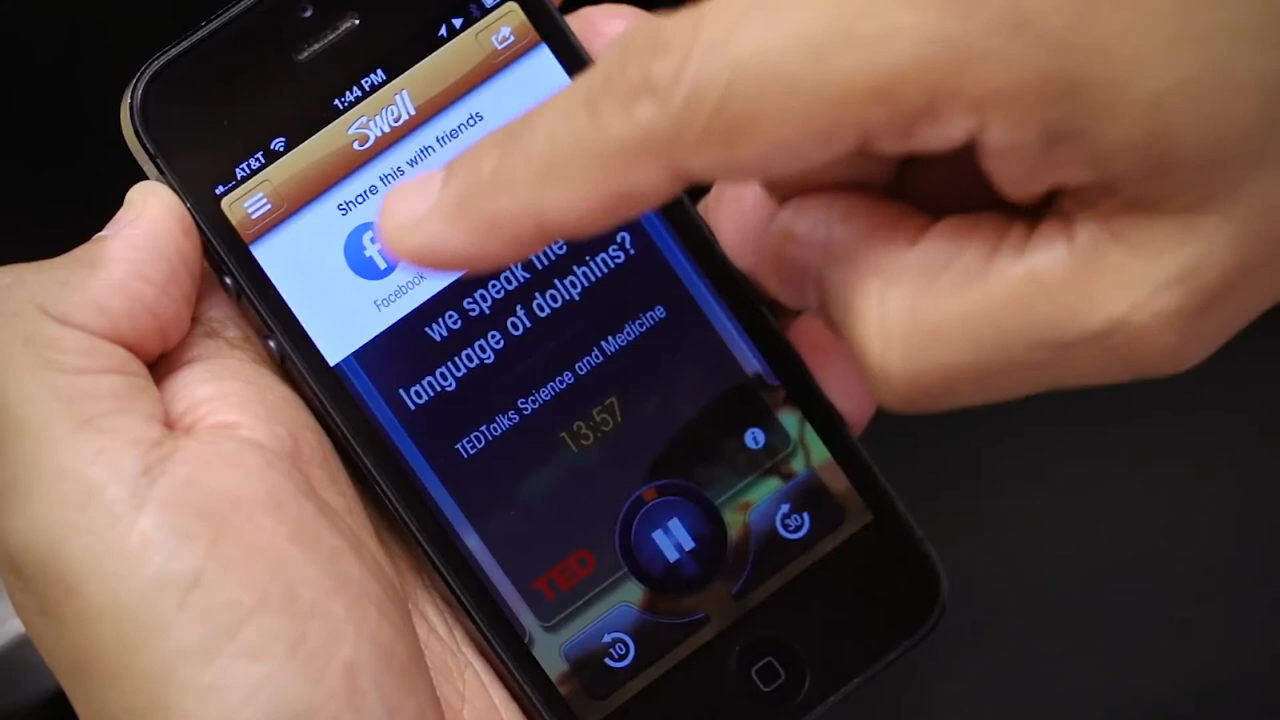 AT&T
1:44 PM
Swell
Share this with friends
f
Facebook
we speak the
language of dolphins?
TEDTalks Science and Medicine
13:57
i
30
TED
10